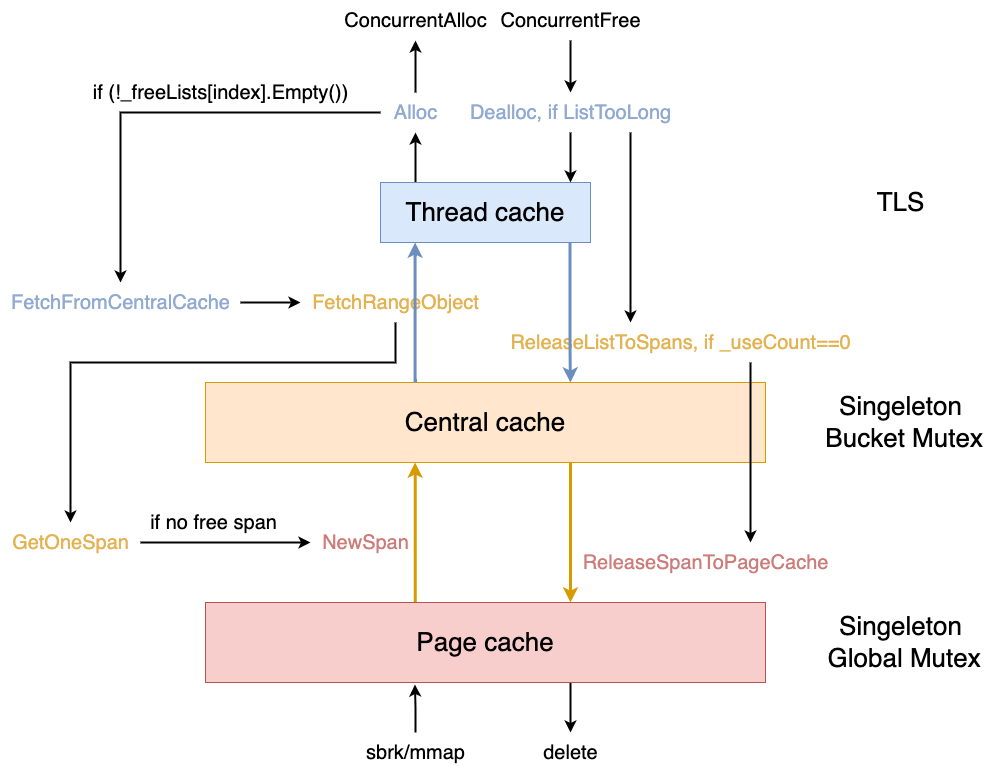 ConcurrentAlloc ConcurrentFree
if (!_freeLists[index].Empty())
Alloc
Dealloc, if ListTooLong
Thread cache
TLS
FetchFromCentralCache
FetchRangeObject
ReleaseListToSpans, if _useCount==0
Central cache
Singeleton
Bucket Mutex
GetOneSpan
if no free span
NewSpan
ReleaseSpanToPageCache
Page cache
Singeleton
Global Mutex
sbrk/mmap
delete